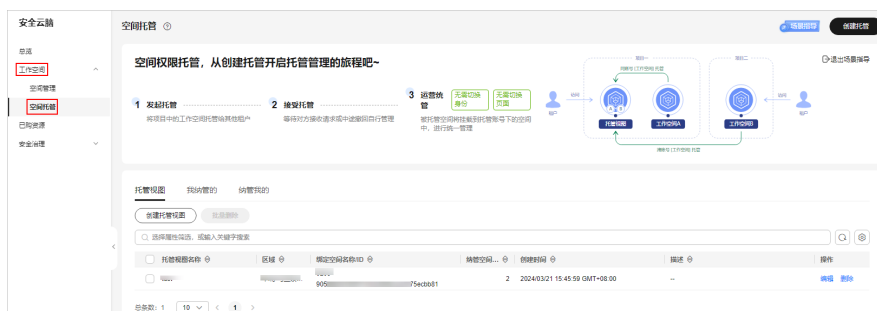 安全云脑
总览
工作空间
空间管理
空间托管
已购资源
安全治理
空间托管
场景指导
创建托管
空间权限托管，从创建托管开启托管管理的旅程吧~
退出场景指导
1 发起托管
将项目中的工作空间托管给其他租户
2 接受托管
等待对方接收请求或中途撤回自行管理
3 运营统管
无需切换身份
无需切换页面
被托管空间将挂载到托管账号下的空间中，进行统一管理
租户
访问
托管视图
A
B
工作空间A
工作空间B
访问
租户
托管视图
我纳管的
纳管我的
创建托管视图
批量删除
选择属性筛选，或输入关键字搜索
托管视图名称
区域
绑定空间名称/ID
纳管空间...
创建时间
描述
操作
905
75ecbb81
2
2024/03/21 15:45:59 GMT+08:00
--
编辑 删除
总条数: 1
10
1